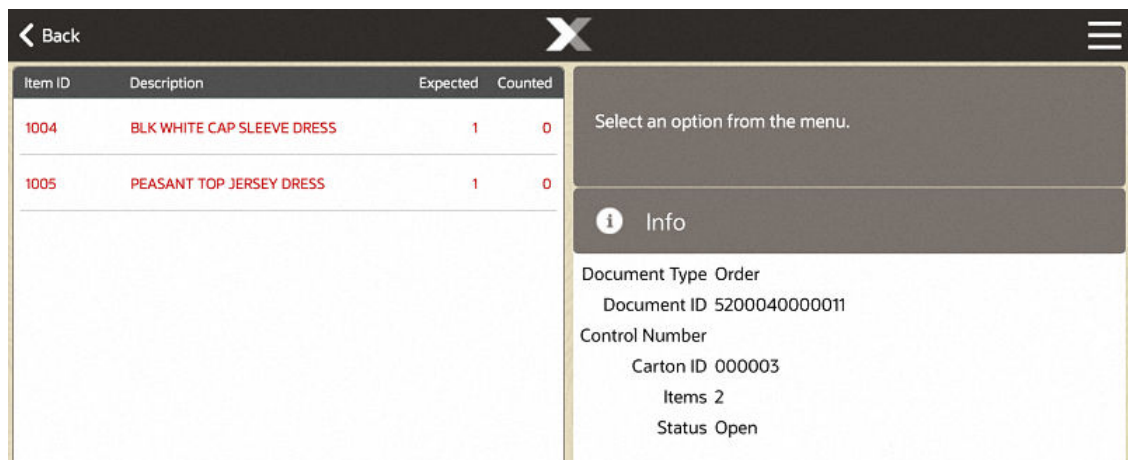 Back
Item ID Description Expected Counted
1004 BLK WHITE CAP SLEEVE DRESS 1 0
1005 PEASANT TOP JERSEY DRESS 1 0
Select an option from the menu.
Info
Document Type Order
Document ID 5200040000011
Control Number
Carton ID 000003
Items 2
Status Open